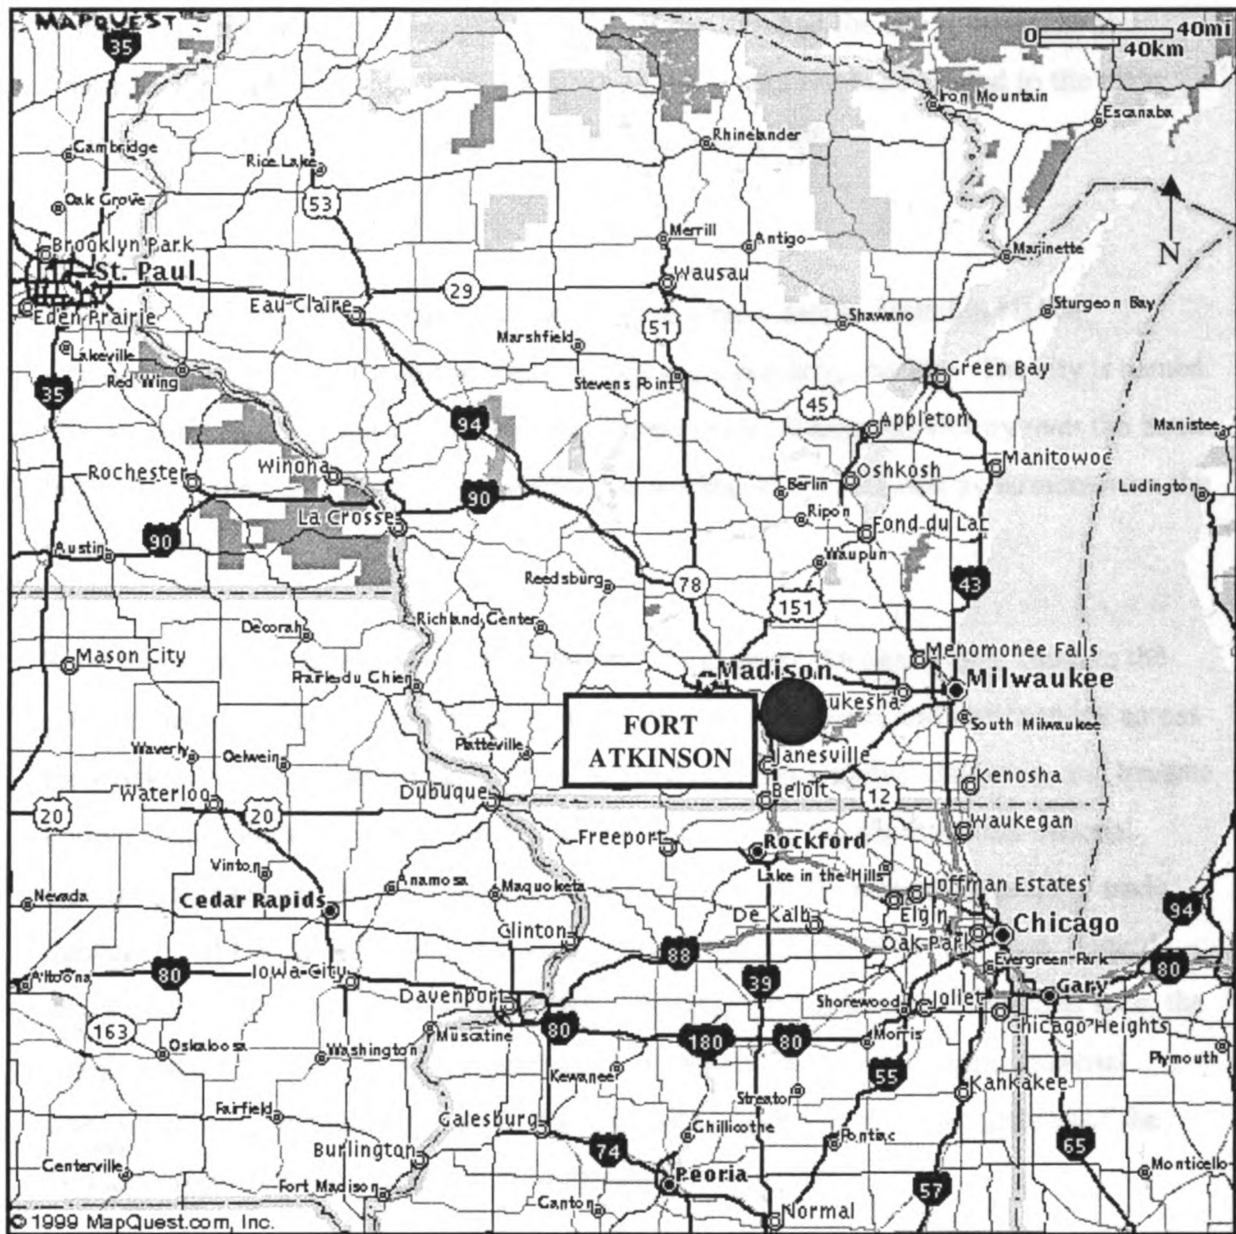 MAPQUEST
35
0 40mi
40km
Iron Mountain
Escanaba
Rhinelander
Cambridge
Rice Lake
53
Oak Grove
Merrill
Antigo
Marinette
N
Brooklyn Park
St. Paul
Wausau
29
Eau Claire
Eden Prairie
Sturgeon Bay
Shawano
51
Marshfield
Lakeville
Red Wing
Stevens Point
Green Bay
35
45
94
Appleton
Manistee
Rochester
Winona
90
Oshkosh
Manitowoc
Berlin
Ludington
Ripon
La Crosse
Fond du Lac
90
Austin
Waupun
Reedsburg
78
43
151
Richland Center
Decorah
Mason City
Menomonee Falls
Madison
Milwaukee
Prairie du Chien
ukesha
South Milwaukee
FORT
ATKINSON
Platteville
Waverly
Oelwein
Janesville
Kenosha
Waterloo
Dubuque
Beloit
12
20
20
Waukegan
Freeport
Rockford
Vinton
Lake in the Hills
Anamosa
Maquoketa
Hoffman Estates
Nevada
Cedar Rapids
Elgin
94
De Kalb
Chicago
Clinton
Oak Park
88
Evergreen Park
80
Altoona
80
Iowa City
39
Gary
Davenport
Shorewood
Joliet
Chicago Heights
163
Muscatine
80
180
80
Morris
Oskaloosa
Washington
Plymouth
Kewanee
55
Streator
Kankakee
Fairfield
Galesburg
Chillicothe
Pontiac
65
Burlington
74
Centerville
Peoria
Monticello
Fort Madison
57
Canton
Normal
© 1999 MapQuest.com, Inc.